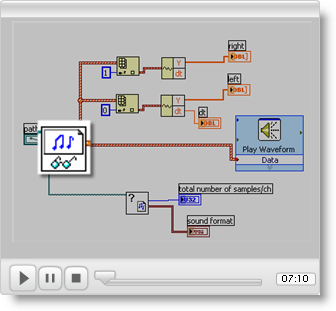 right
DBL
1
Y
dt
left
DBL
0
Y
dt
dt
DBL
path
Play Waveform
Data
?
total number of samples/ch
I32
sound format
07:10